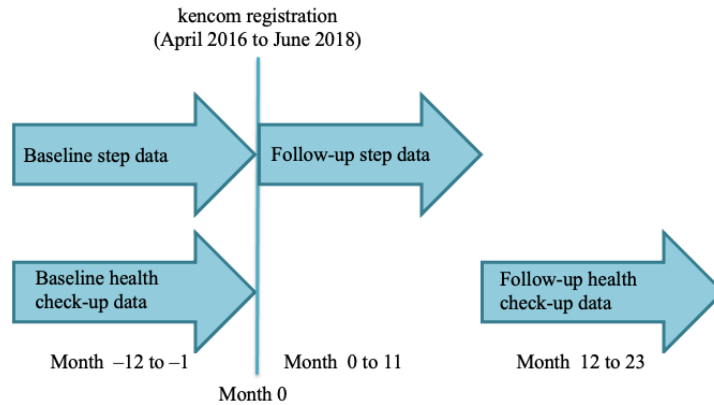 kencom registration
(April 2016 to June 2018)
Baseline step data
Follow-up step data
Baseline health
check-up data
Follow-up health
check-up data
Month –12 to –1
Month 0 to 11
Month 12 to 23
Month 0